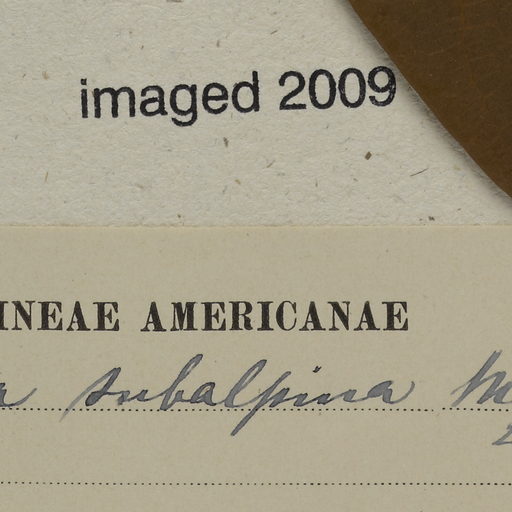 imaged 2009
INEAE AMERICANAE
subalpina M